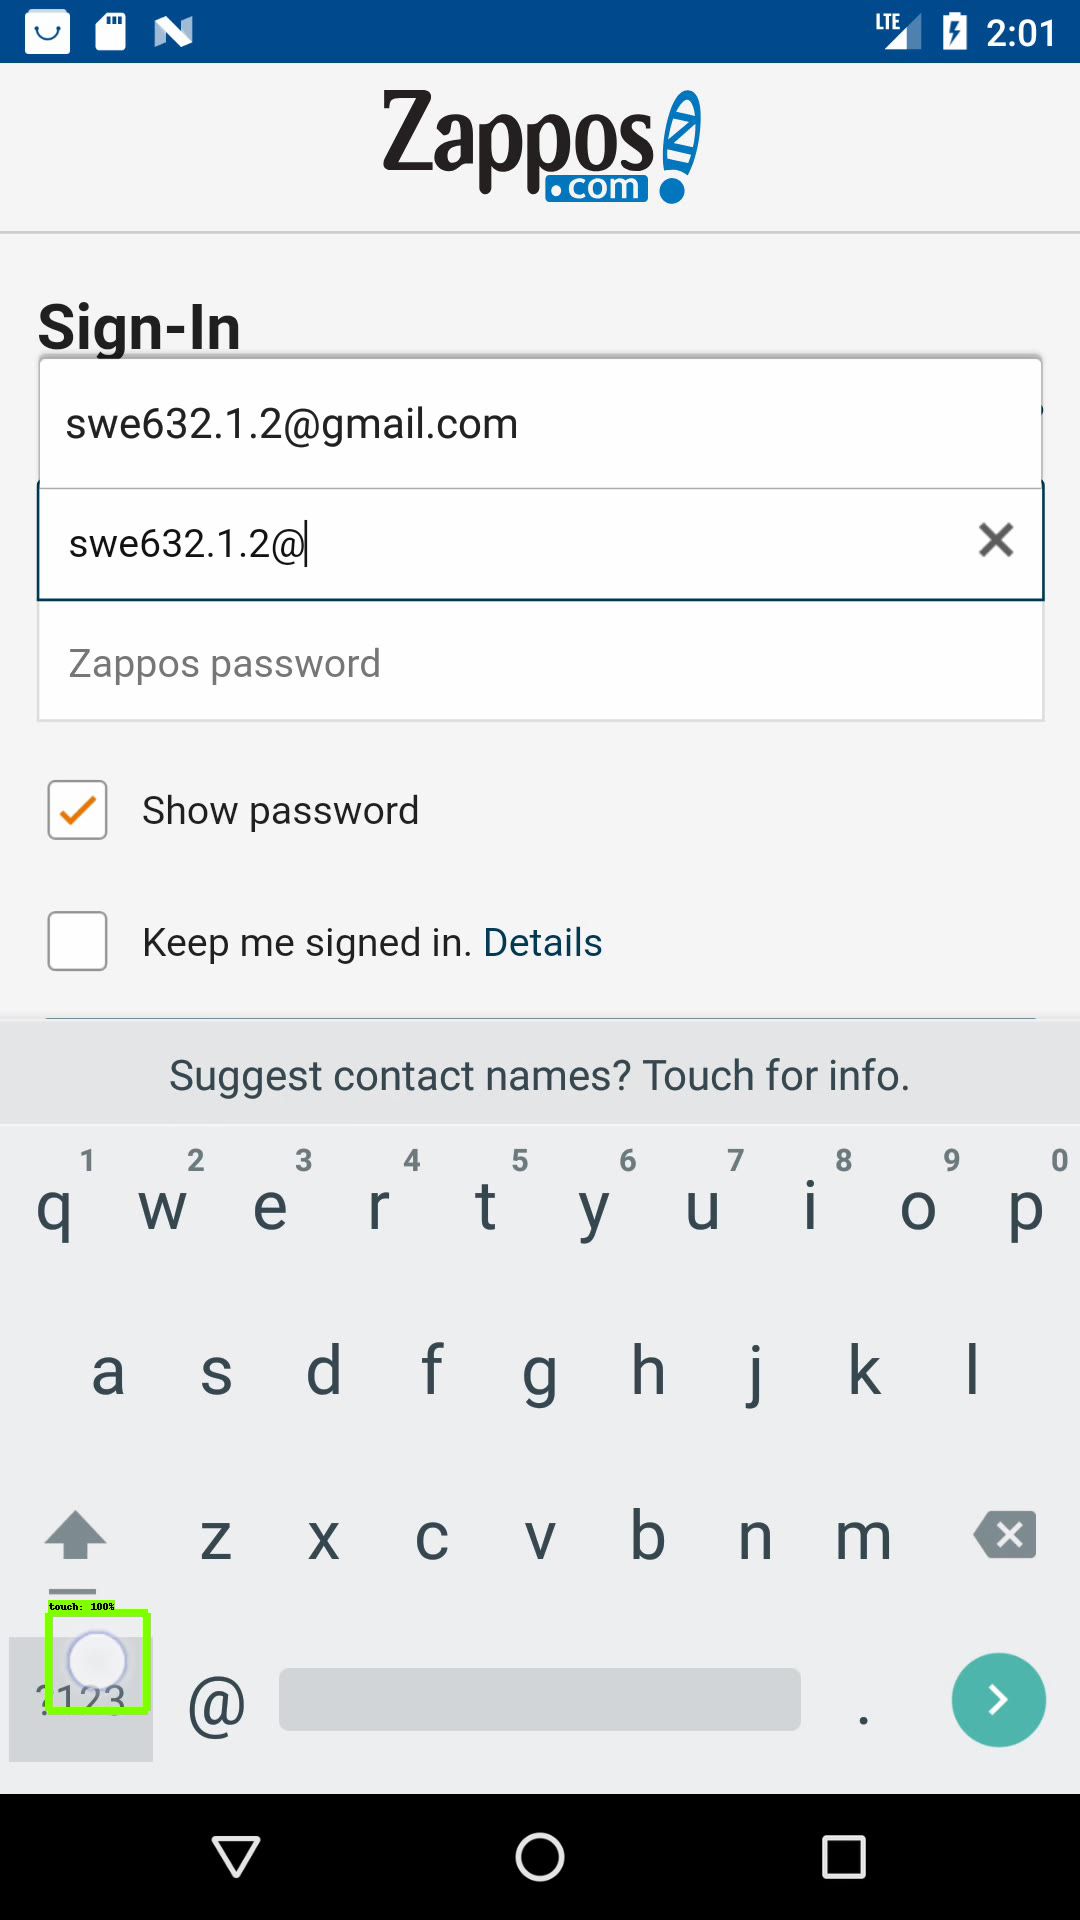 LTE 2:01
Zappos
.com
Sign-In
swe632.1.2@gmail.com
swe632.1.2@
Zappos password
Show password
Keep me signed in. Details
Suggest contact names? Touch for info.
1 2 3 4 5 6 7 8 9 0
q w e r t y u i o p
a s d f g h j k l
z x c v b n m
touch: 100%
?123 @ .